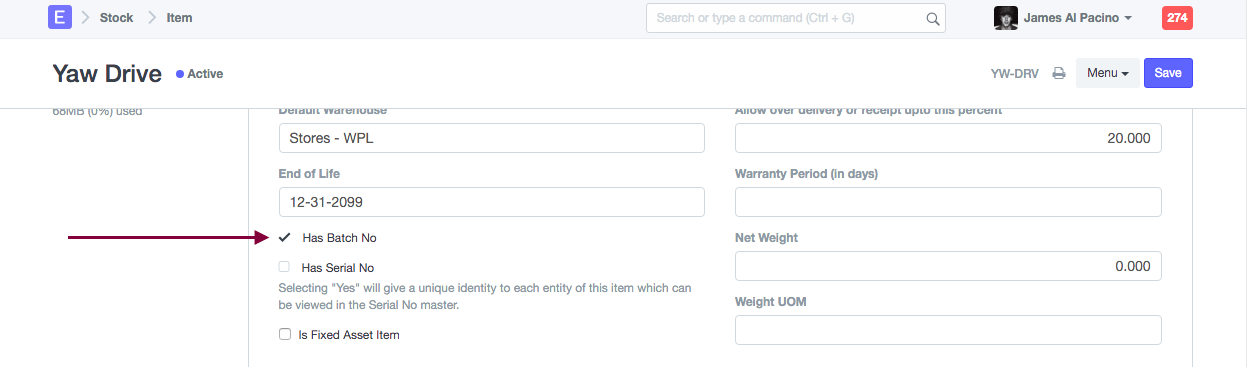 E Stock Item
Search or type a command (Ctrl + G)
James Al Pacino
274
Yaw Drive
Active
YW-DRV
Menu
Save
68MB (0%) used
Default Warehouse
Stores - WPL
End of Life
12-31-2099
Has Batch No
Has Serial No
Selecting "Yes" will give a unique identity to each entity of this item which can
be viewed in the Serial No master.
Is Fixed Asset Item
Allow over delivery or receipt upto this percent
20.000
Warranty Period (in days)
Net Weight
0.000
Weight UOM